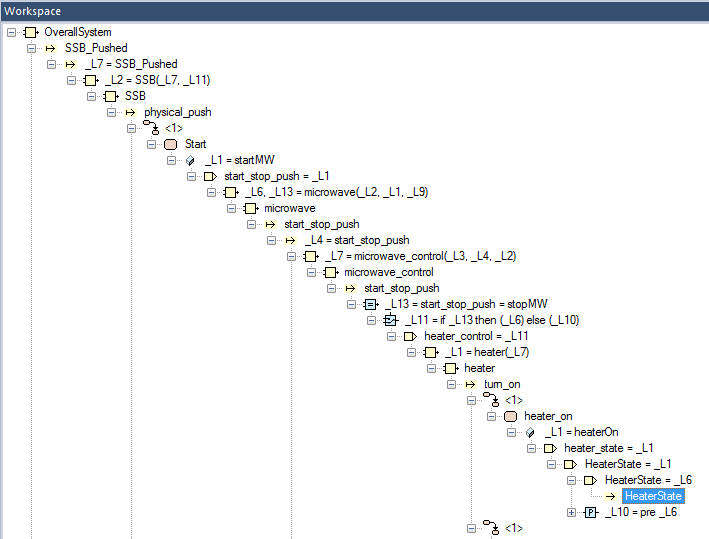 Workspace
OverallSystem
SSB_Pushed
_L7 = SSB_Pushed
_L2 = SSB(_L7, _L11)
SSB
physical_push
<1>
Start
_L1 = startMW
start_stop_push = _L1
_L6, _L13 = microwave(_L2, _L1, _L9)
microwave
start_stop_push
_L4 = start_stop_push
_L7 = microwave_control(_L3, _L4, _L2)
microwave_control
start_stop_push
_L13 = start_stop_push = stopMW
_L11 = if _L13 then (_L6) else (_L10)
heater_control = _L11
_L1 = heater(_L7)
heater
turn_on
<1>
heater_on
_L1 = heaterOn
heater_state = _L1
HeaterState = _L1
HeaterState = _L6
HeaterState
P _L10 = pre _L6
<1>